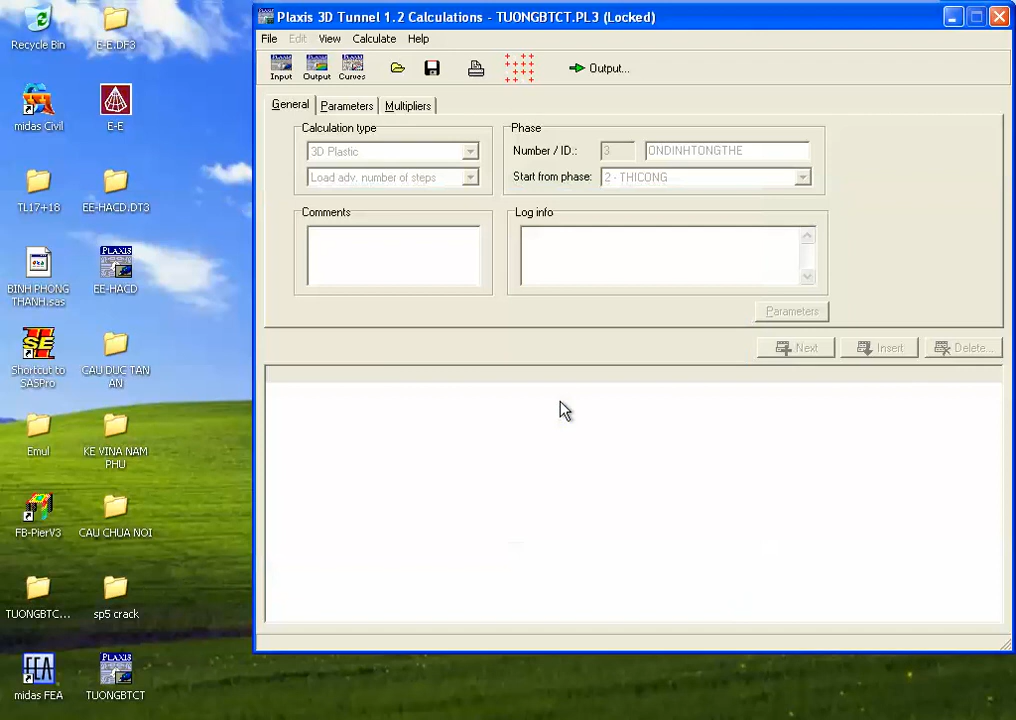 Plaxis 3D Tunnel 1.2 Calculations - TUONGBTCT.PL3 (Locked)
File Edit View Calculate Help
Input Output Curves Output...
General Parameters Multipliers
Calculation type
3D Plastic
Load adv. number of steps
Phase
Number / ID.: 3 ONDINHTONGTHE
Start from phase: 2 - THICONG
Comments
Log info
Parameters
Next Insert Delete...
Recycle Bin
E-E.DF3
midas Civil
E-E
TL17+18
EE-HACD.DT3
PLAXIS
BINH PHONG
THANH.sas
EE-HACD
SE
Shortcut to
SASPro
CAU DUC TAN
AN
Emul
KE VINA NAM
PHU
FB-PierV3
CAU CHUA NOI
TUONGBTC...
sp5 crack
FEA
midas FEA
PLAXIS
TUONGBTCT